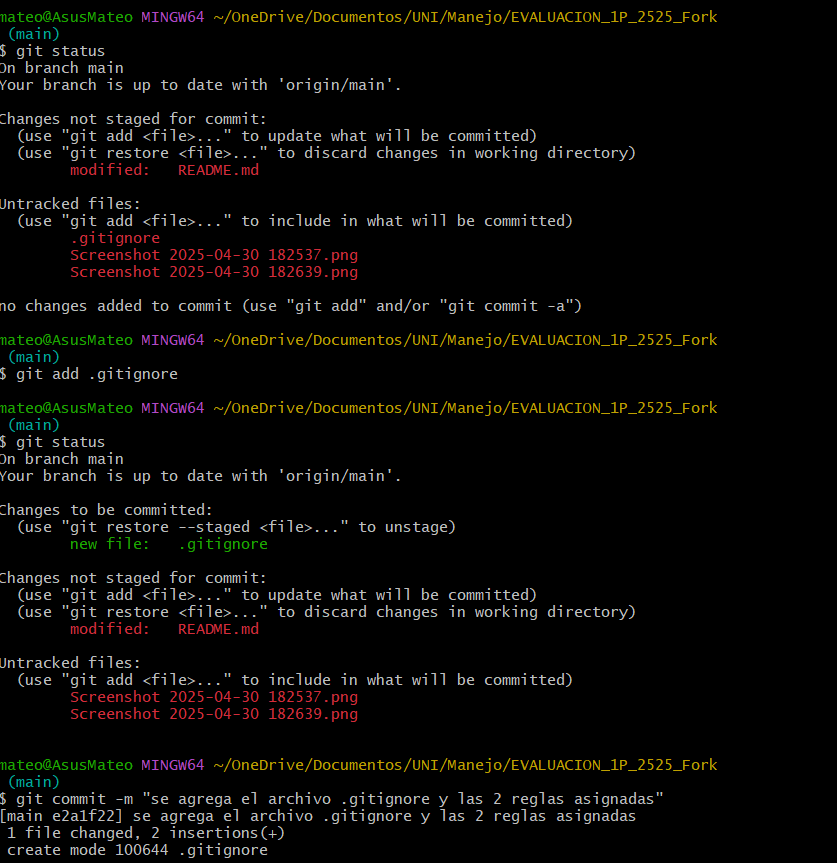 mateo@AsusMateo MINGW64 ~/OneDrive/Documentos/UNI/Manejo/EVALUACION_1P_2525_Fork
(main)
$ git status
On branch main
Your branch is up to date with 'origin/main'.
Changes not staged for commit:
(use "git add <file>..." to update what will be committed)
(use "git restore <file>..." to discard changes in working directory)
modified:   README.md
Untracked files:
(use "git add <file>..." to include in what will be committed)
.gitignore
Screenshot 2025-04-30 182537.png
Screenshot 2025-04-30 182639.png
no changes added to commit (use "git add" and/or "git commit -a")
mateo@AsusMateo MINGW64 ~/OneDrive/Documentos/UNI/Manejo/EVALUACION_1P_2525_Fork
(main)
$ git add .gitignore
mateo@AsusMateo MINGW64 ~/OneDrive/Documentos/UNI/Manejo/EVALUACION_1P_2525_Fork
(main)
$ git status
On branch main
Your branch is up to date with 'origin/main'.
Changes to be committed:
(use "git restore --staged <file>..." to unstage)
new file:   .gitignore
Changes not staged for commit:
(use "git add <file>..." to update what will be committed)
(use "git restore <file>..." to discard changes in working directory)
modified:   README.md
Untracked files:
(use "git add <file>..." to include in what will be committed)
Screenshot 2025-04-30 182537.png
Screenshot 2025-04-30 182639.png
mateo@AsusMateo MINGW64 ~/OneDrive/Documentos/UNI/Manejo/EVALUACION_1P_2525_Fork
(main)
$ git commit -m "se agrega el archivo .gitignore y las 2 reglas asignadas"
[main e2a1f22] se agrega el archivo .gitignore y las 2 reglas asignadas
1 file changed, 2 insertions(+)
create mode 100644 .gitignore